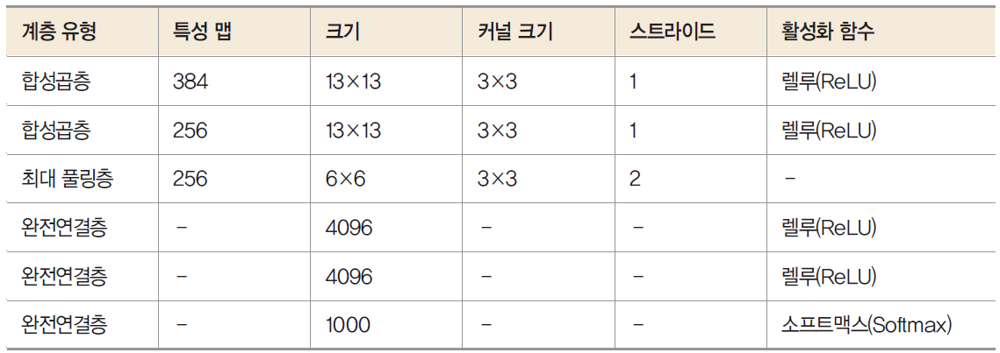 계층 유형 특성 맵 크기 커널 크기 스트라이드 활성화 함수
합성곱층 384 13×13 3×3 1 렐루(ReLU)
합성곱층 256 13×13 3×3 1 렐루(ReLU)
최대 풀링층 256 6×6 3×3 2 –
완전연결층 – 4096 – – 렐루(ReLU)
완전연결층 – 4096 – – 렐루(ReLU)
완전연결층 – 1000 – – 소프트맥스(Softmax)